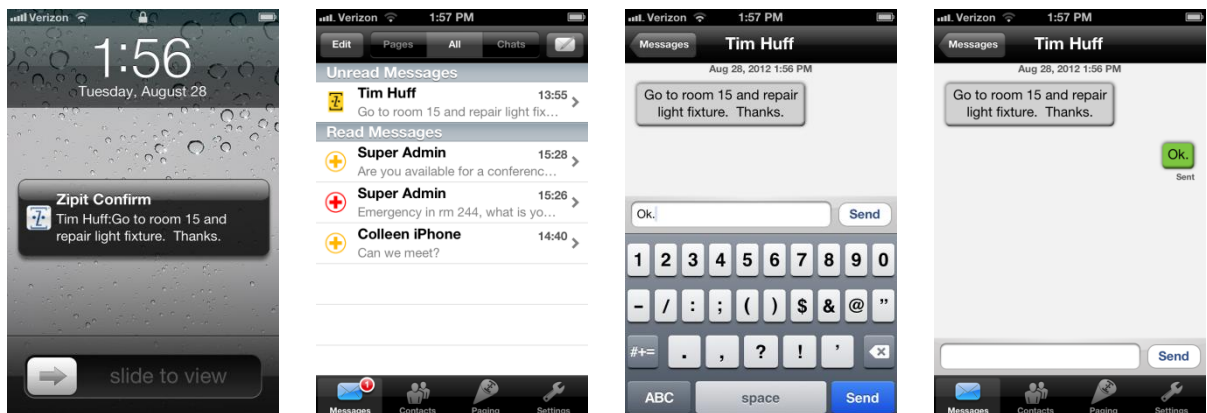 Verizon
1:56
Tuesday, August 28
Zipit Confirm
Tim Huff:Go to room 15 and
repair light fixture.  Thanks.
slide to view
Verizon 1:57 PM
Edit Pages All Chats
Unread Messages
Tim Huff 13:55
Go to room 15 and repair light fix...
Read Messages
Super Admin 15:28
Are you available for a conferenc...
Super Admin 15:26
Emergency in rm 244, what is yo...
Colleen iPhone 14:40
Can we meet?
1
Messages Contacts Paging Settings
Verizon 1:57 PM
Messages Tim Huff
Aug 28, 2012 1:56 PM
Go to room 15 and repair
light fixture.  Thanks.
Ok. Send
1 2 3 4 5 6 7 8 9 0
- / : ; ( ) $ & @ "
#+= . , ? ! '
ABC space Send
Verizon 1:56 PM
Messages Tim Huff
Aug 28, 2012 1:56 PM
Go to room 15 and repair
light fixture.  Thanks.
Ok.
Sent
Send
Messages Contacts Paging Settings